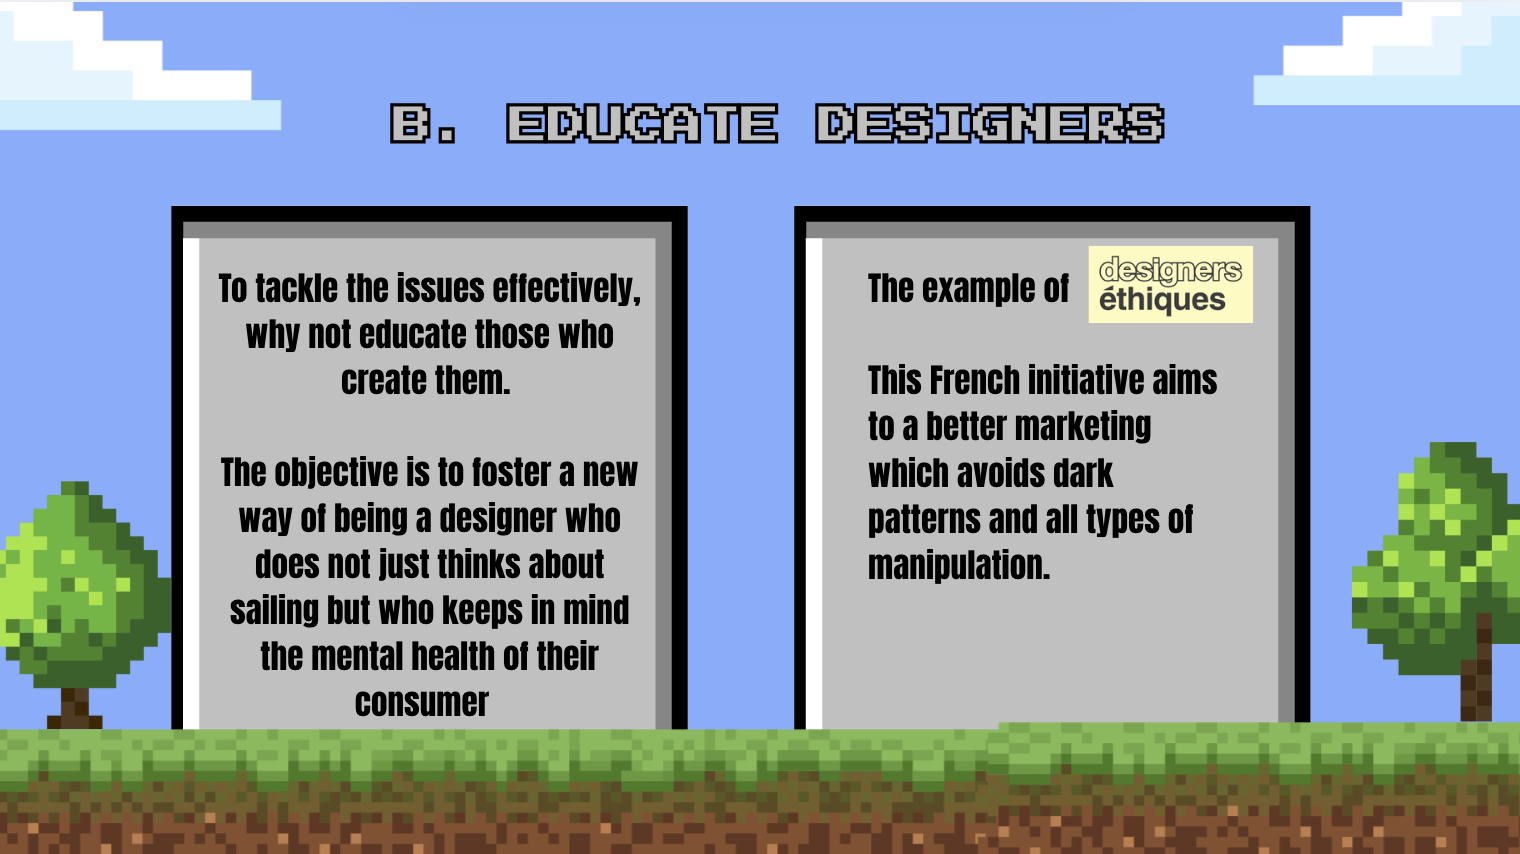 B. EDUCATE DESIGNERS
To tackle the issues effectively,
why not educate those who
create them.
The objective is to foster a new
way of being a designer who
does not just thinks about
sailing but who keeps in mind
the mental health of their
consumer
The example of
designers
éthiques
This French initiative aims
to a better marketing
which avoids dark
patterns and all types of
manipulation.